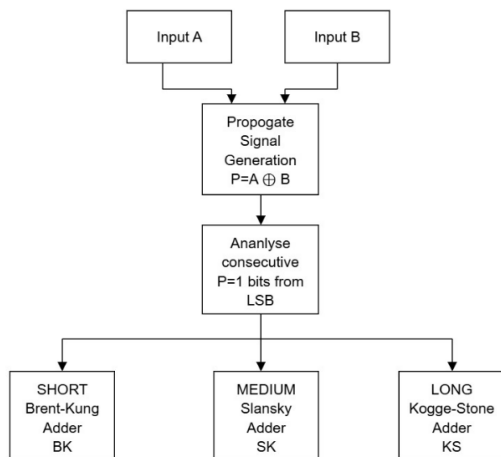 Input A
Input B
Propogate
Signal
Generation
P=A ⊕ B
Ananlyse
consecutive
P=1 bits from
LSB
SHORT
Brent-Kung
Adder
BK
MEDIUM
Slansky
Adder
SK
LONG
Kogge-Stone
Adder
KS